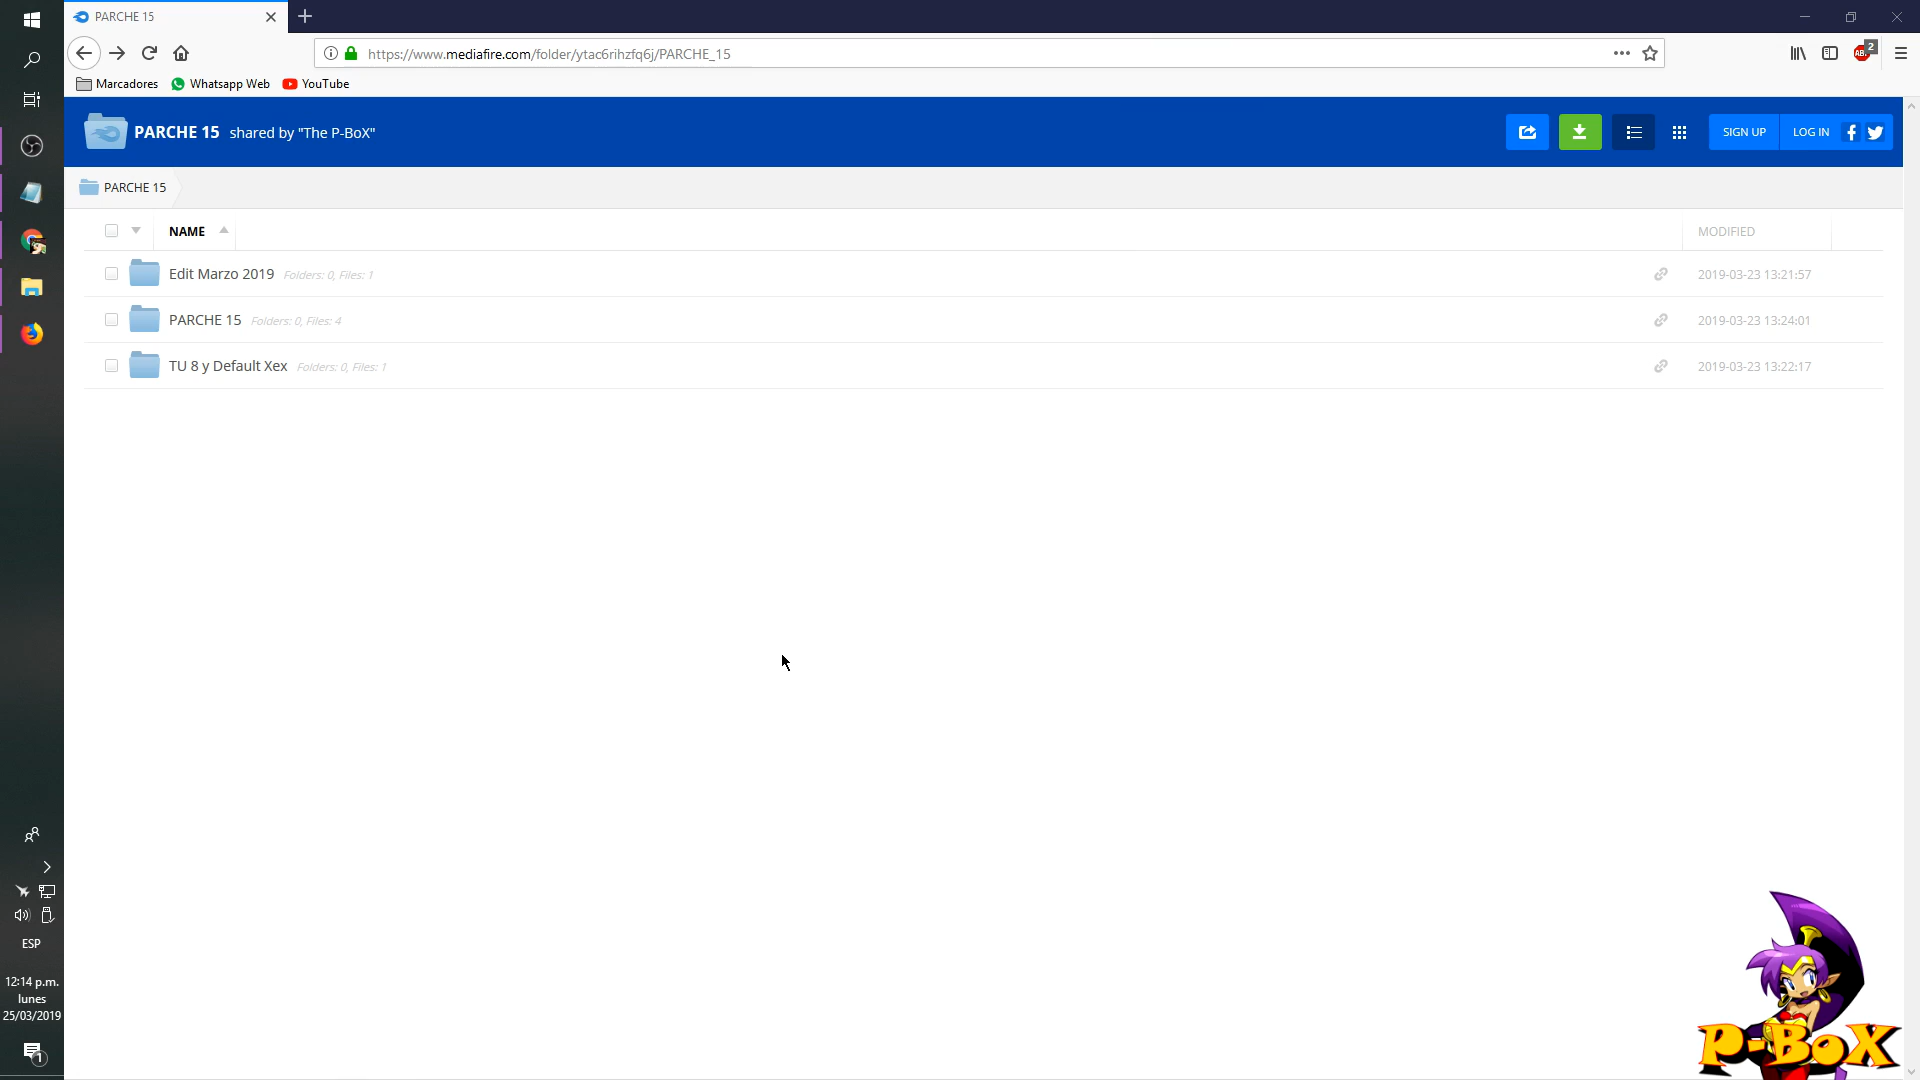 PARCHE 15
https://www.mediafire.com/folder/ytac6rihzfq6j/PARCHE_15
2
Marcadores Whatsapp Web YouTube
PARCHE 15 shared by "The P-BoX"
SIGN UP LOG IN
PARCHE 15
NAME MODIFIED
Edit Marzo 2019 Folders: 0, Files: 1 2019-03-23 13:21:57
PARCHE 15 Folders: 0, Files: 4 2019-03-23 13:24:01
TU 8 y Default Xex Folders: 0, Files: 1 2019-03-23 13:22:17
ESP
12:14 p.m.
lunes
25/03/2019
1
P-BoX